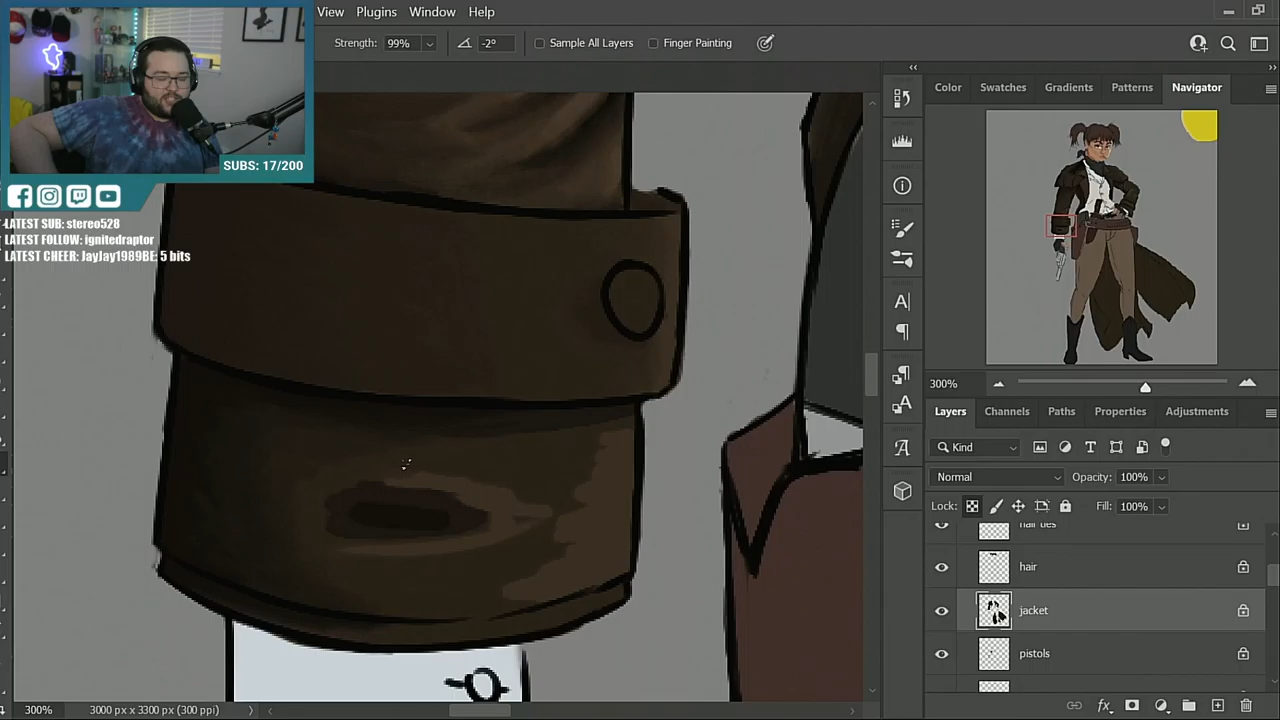 View Plugins Window Help
Strength: 99% -2° Sample All Layers Finger Painting
SUBS: 17/200
LATEST SUB: stereo528
LATEST FOLLOW: ignitedraptor
LATEST CHEER: JayJay1989BE: 5 bits
Color Swatches Gradients Patterns Navigator
300%
Layers Channels Paths Properties Adjustments
Kind
Normal Opacity: 100%
Lock: Fill: 100%
hair ties
hair
jacket
pistols
300% 3000 px x 3300 px (300 ppi)